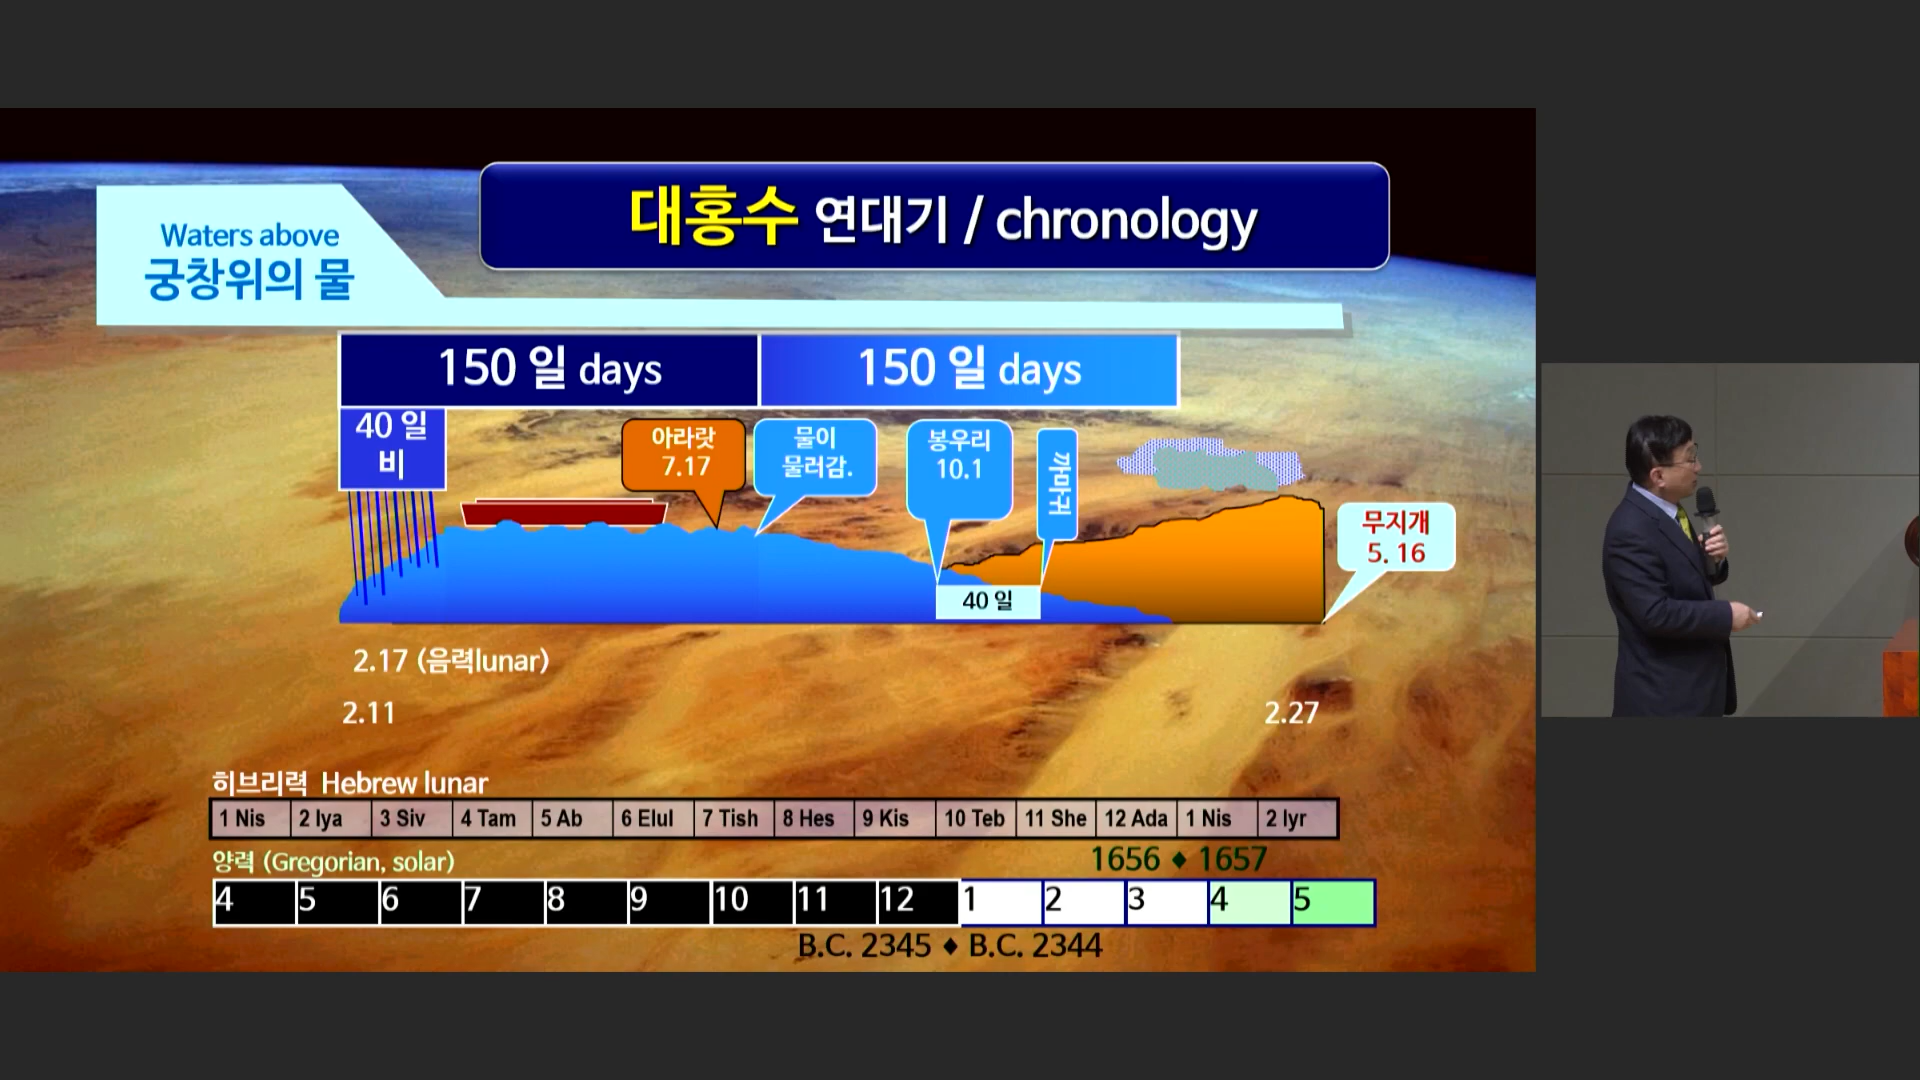 대홍수 연대기 / chronology
Waters above
궁창위의 물
150 일 days
150 일 days
40 일
비
아라랏
7.17
물이
물러감.
봉우리
10.1
까마귀
무지개
5. 16
40 일
2.17 (음력lunar)
2.11
2.27
히브리력 Hebrew lunar
1 Nis 2 Iya 3 Siv 4 Tam 5 Ab 6 Elul 7 Tish 8 Hes 9 Kis 10 Teb 11 She 12 Ada 1 Nis 2 Iyr
양력 (Gregorian, solar)
1656 ♦ 1657
4 5 6 7 8 9 10 11 12 1 2 3 4 5
B.C. 2345 ♦ B.C. 2344